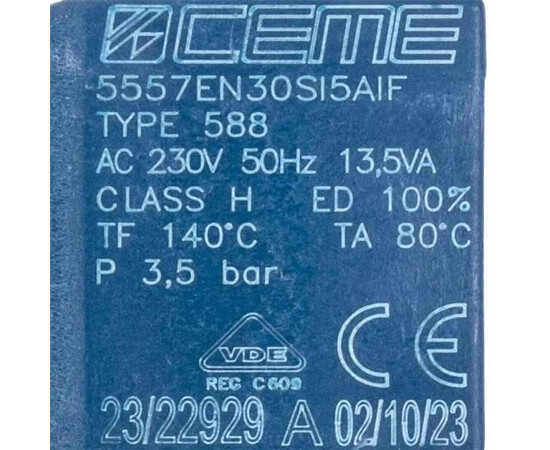 CEME
5557EN30SI5AIF
TYPE 588
AC 230V 50Hz 13,5VA
CLASS H ED 100%
TF 140°C TA 80°C
P 3,5 bar
VDE
REG C609
CE
23/22929 A 02/10/23